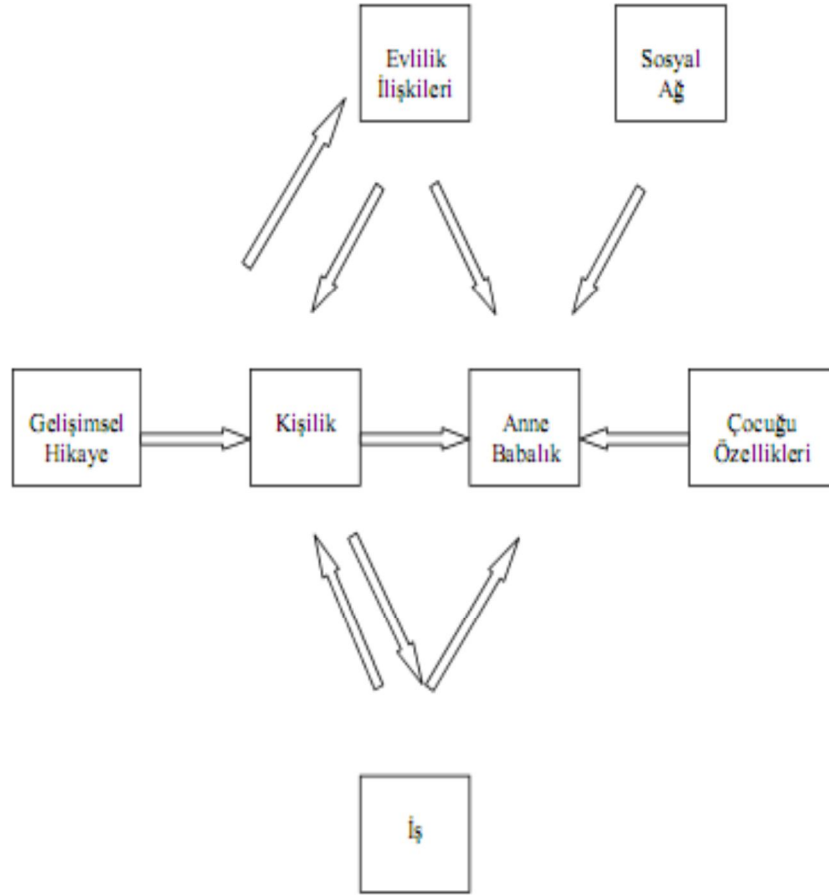 Evlilik
İlişkileri
Sosyal
Ağ
Gelişimsel
Hikaye
Kişilik
Anne
Babalık
Çocuğu
Özellikleri
İş